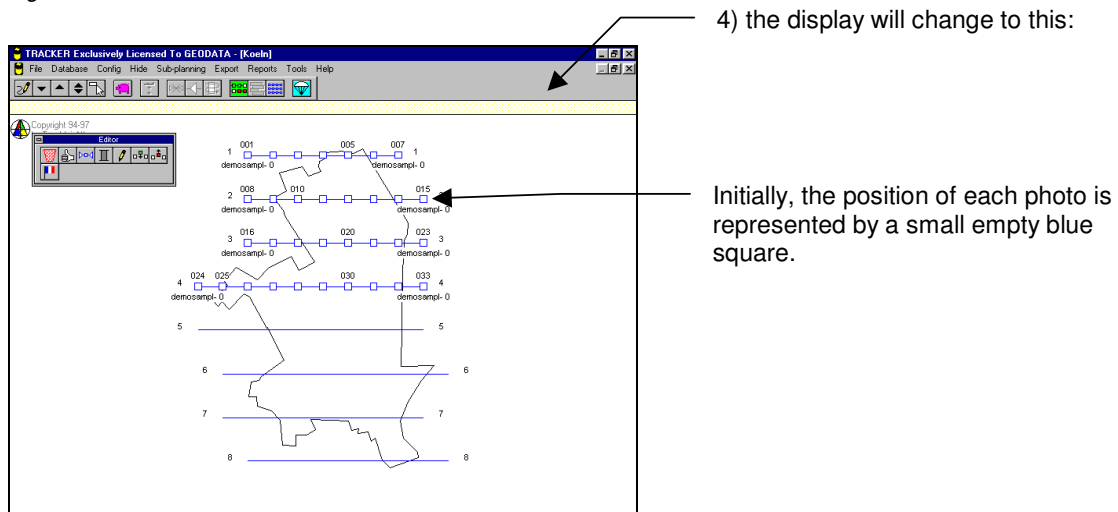 4) the display will change to this:
TRACKER Exclusively Licensed To GEODATA - [Koeln]
File Database Config Hide Sub-planning Export Reports Tools Help
Copyright 94-97
Editor
001 005 007
1 1
demosampl- 0 demosampl- 0
008 010 015
2
demosampl- 0 demosampl- 0
Initially, the position of each photo is
represented by a small empty blue
square.
016 020 023
3 3
demosampl- 0 demosampl- 0
024 025 030 033
4 4
demosampl- 0 demosampl- 0
5 5
6 6
7 7
8 8